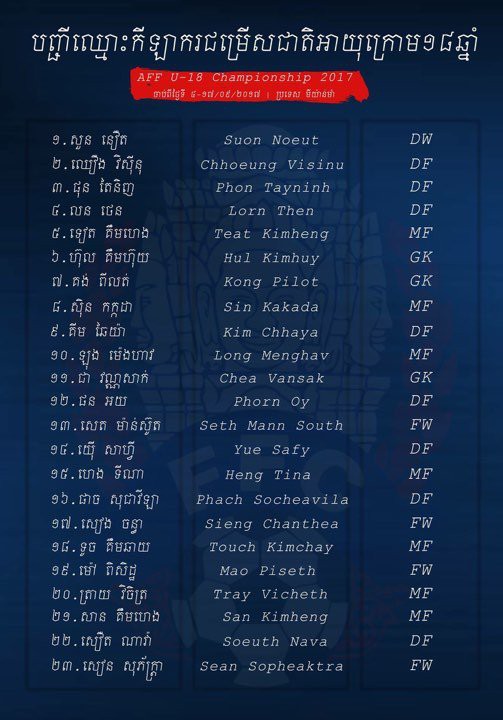 បញ្ជីឈ្មោះកីឡាករជម្រើសជាតិអាយុក្រោម១៨ឆ្នាំ
AFF U-18 Championship 2017
ចាប់ពីថ្ងៃទី ៤-១៧/០៩/២០១៧ | ប្រទេស មីយ៉ាន់ម៉ា
១.សួន នឿត Suon Noeut DW
២.ឈឿង វិស៊ីនុ Chhoeung Visinu DF
៣.ផុន តៃនិញ Phon Tayninh DF
៤.លន ថេន Lorn Then DF
៥.ទៀត គឹមហេង Teat Kimheng MF
៦.ហ៊ុល គឹមហ៊ុយ Hul Kimhuy GK
៧.គង់ ពីលត់ Kong Pilot GK
៨.ស៊ិន កក្កដា Sin Kakada MF
៩.គីម ឆៃយ៉ា Kim Chhaya DF
១០.ឡុង ម៉េងហាវ Long Menghav MF
១១.ជា វណ្ណសាក់ Chea Vansak GK
១២.ផន អយ Phorn Oy DF
១៣.សេត ម៉ាន់ស៊ូត Seth Mann South FW
១៤.យ៉ើ សាហ្វី Yue Safy DF
១៥.ហេង ទីណា Heng Tina MF
១៦.ផាច សុជាវីឡា Phach Socheavila DF
១៧.សៀង ចន្ធា Sieng Chanthea FW
១៨.ទូច គឹមឆាយ Touch Kimchay MF
១៩.ម៉ៅ ពិសិដ្ឋ Mao Piseth FW
២០.ត្រាយ វិចិត្រ Tray Vicheth MF
២១.សាន គឹមហេង San Kimheng MF
២២.សឿត ណាវ៉ា Soeuth Nava DF
២៣.សៀន សុភ័ក្ត្រា Sean Sopheaktra FW